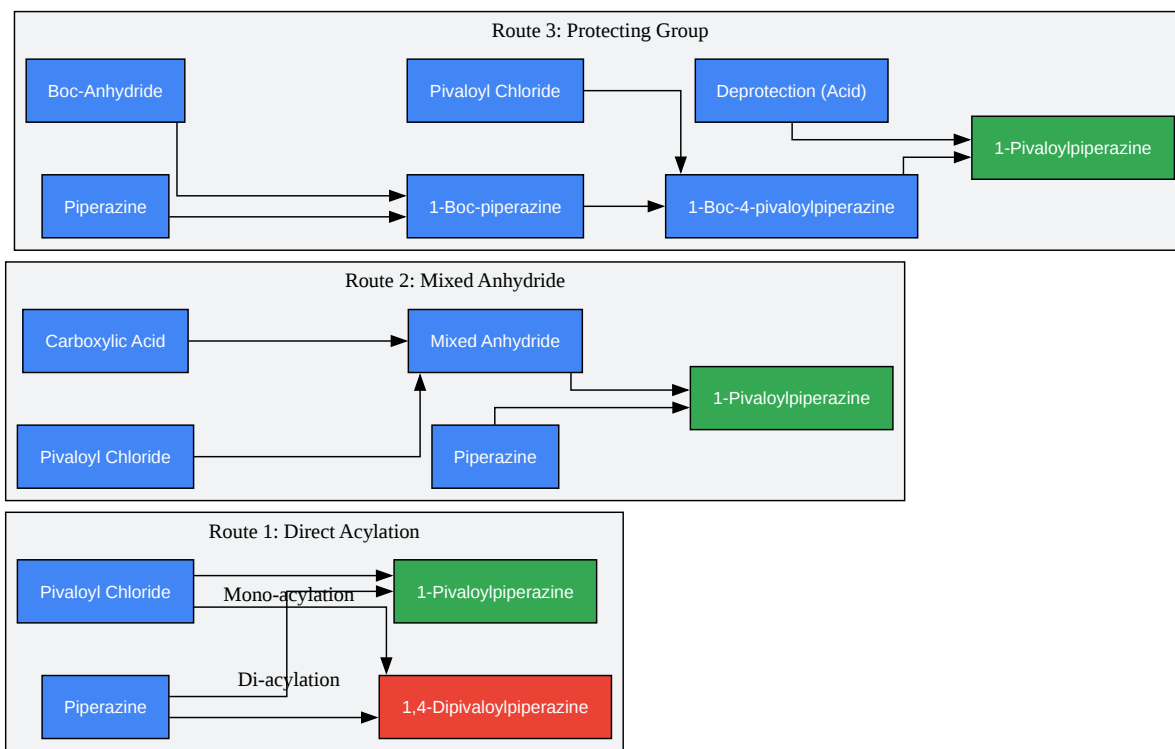 Route 3: Protecting Group
Boc-Anhydride
Pivaloyl Chloride
Deprotection (Acid)
1-Pivaloylpiperazine
Piperazine
1-Boc-piperazine
1-Boc-4-pivaloylpiperazine
Route 2: Mixed Anhydride
Carboxylic Acid
Mixed Anhydride
1-Pivaloylpiperazine
Pivaloyl Chloride
Piperazine
Route 1: Direct Acylation
Pivaloyl Chloride
Mono-acylation
1-Pivaloylpiperazine
Piperazine
Di-acylation
1,4-Dipivaloylpiperazine